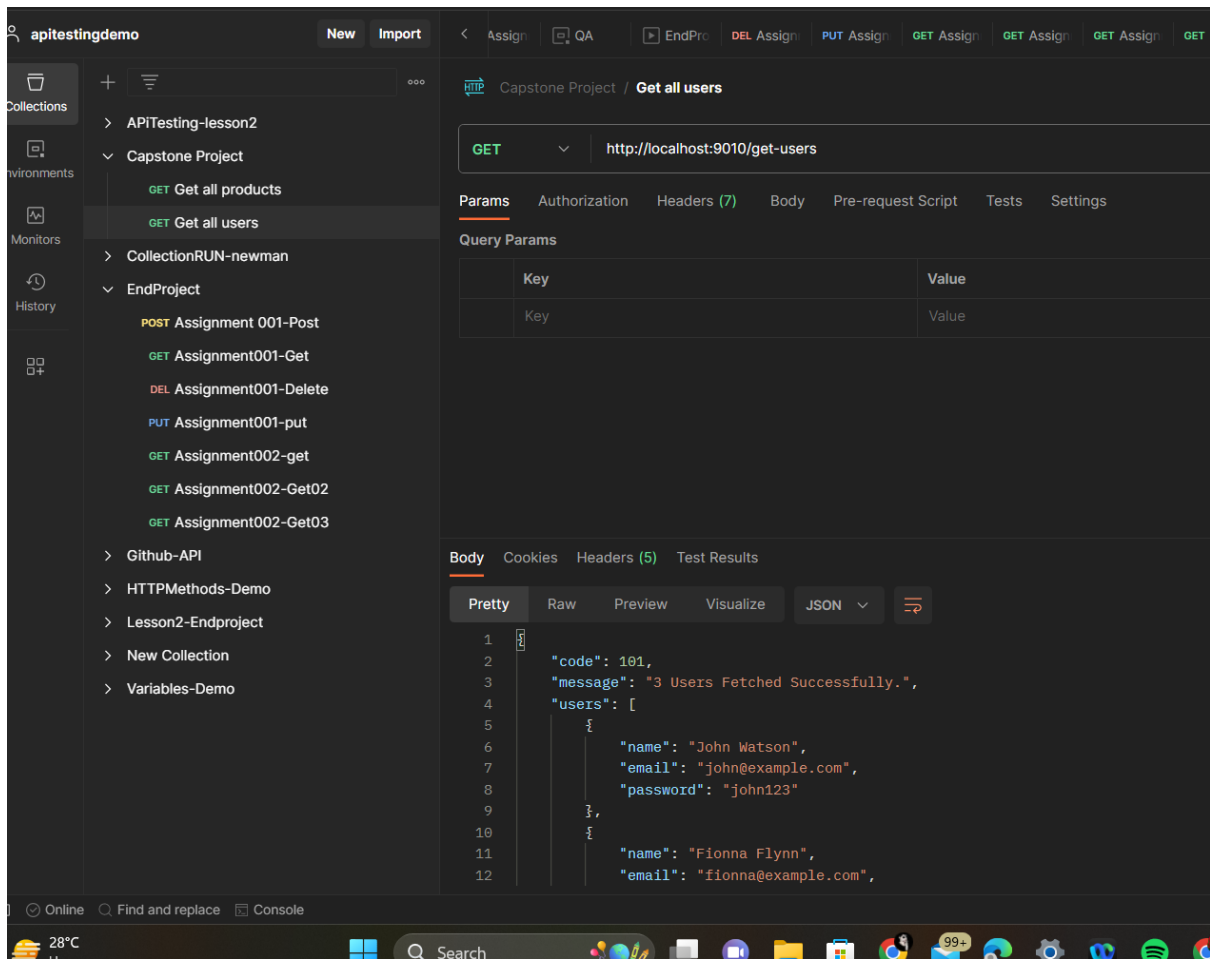 apitestingdemo New Import
Assign QA EndPro DEL Assign PUT Assign GET Assign GET Assign GET Assign GET
Collections
nvironments
Monitors
History
APiTesting-lesson2
Capstone Project
GET Get all products
GET Get all users
CollectionRUN-newman
EndProject
POST Assignment 001-Post
GET Assignment001-Get
DEL Assignment001-Delete
PUT Assignment001-put
GET Assignment002-get
GET Assignment002-Get02
GET Assignment002-Get03
Github-API
HTTPMethods-Demo
Lesson2-Endproject
New Collection
Variables-Demo
HTTP Capstone Project / Get all users
GET http://localhost:9010/get-users
Params Authorization Headers (7) Body Pre-request Script Tests Settings
Query Params
Key Value
Key Value
Body Cookies Headers (5) Test Results
Pretty Raw Preview Visualize JSON
1 {
2 "code": 101,
3 "message": "3 Users Fetched Successfully.",
4 "users": [
5 {
6 "name": "John Watson",
7 "email": "john@example.com",
8 "password": "john123"
9 },
10 {
11 "name": "Fionna Flynn",
12 "email": "fionna@example.com",
Online Find and replace Console
28°C
Search
99+